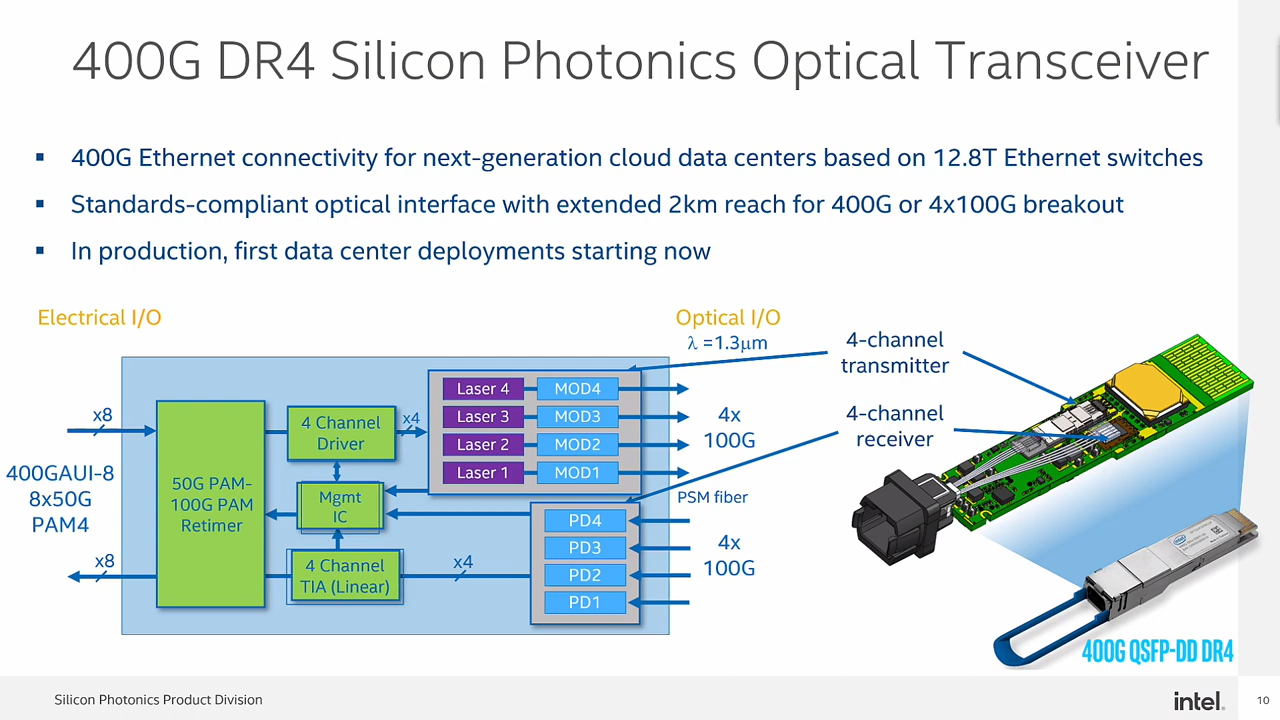 400G DR4 Silicon Photonics Optical Transceiver
▪ 400G Ethernet connectivity for next-generation cloud data centers based on 12.8T Ethernet switches
▪ Standards-compliant optical interface with extended 2km reach for 400G or 4x100G breakout
▪ In production, first data center deployments starting now
Electrical I/O
Optical I/O
λ =1.3μm
x8
400GAUI-8
8x50G
PAM4
x8
50G PAM-
100G PAM
Retimer
4 Channel
Driver
x4
Mgmt
IC
4 Channel
TIA (Linear)
x4
Laser 4
MOD4
Laser 3
MOD3
Laser 2
MOD2
Laser 1
MOD1
PD4
PD3
PD2
PD1
4x
100G
PSM fiber
4x
100G
4-channel
transmitter
4-channel
receiver
intel
400G QSFP-DD DR4
Silicon Photonics Product Division
intel.
10